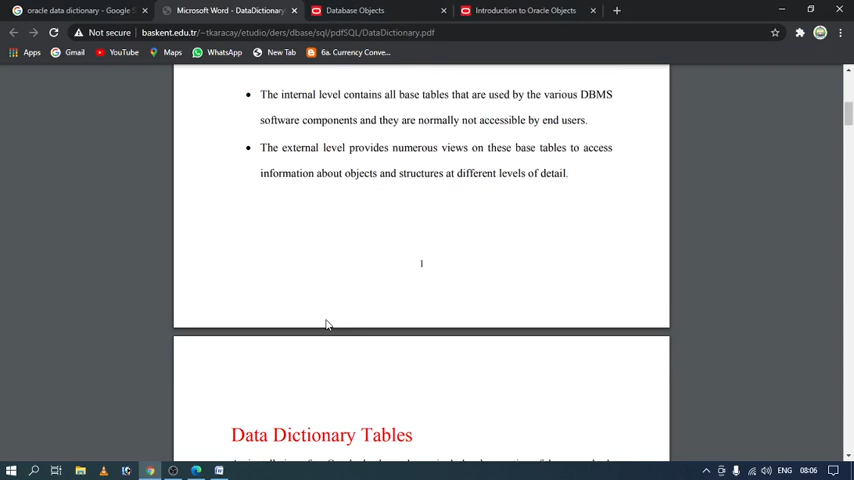 oracle data dictionary - Google S
Microsoft Word - DataDictionary
Database Objects
Introduction to Oracle Objects
Not secure
baskent.edu.tr/~tkaracay/etudio/ders/dbase/sql/pdfSQL/DataDictionary.pdf
Apps
Gmail
YouTube
Maps
WhatsApp
New Tab
6a. Currency Conve...
• The internal level contains all base tables that are used by the various DBMS
software components and they are normally not accessible by end users.
• The external level provides numerous views on these base tables to access
information about objects and structures at different levels of detail.
1
Data Dictionary Tables
ENG
08:06